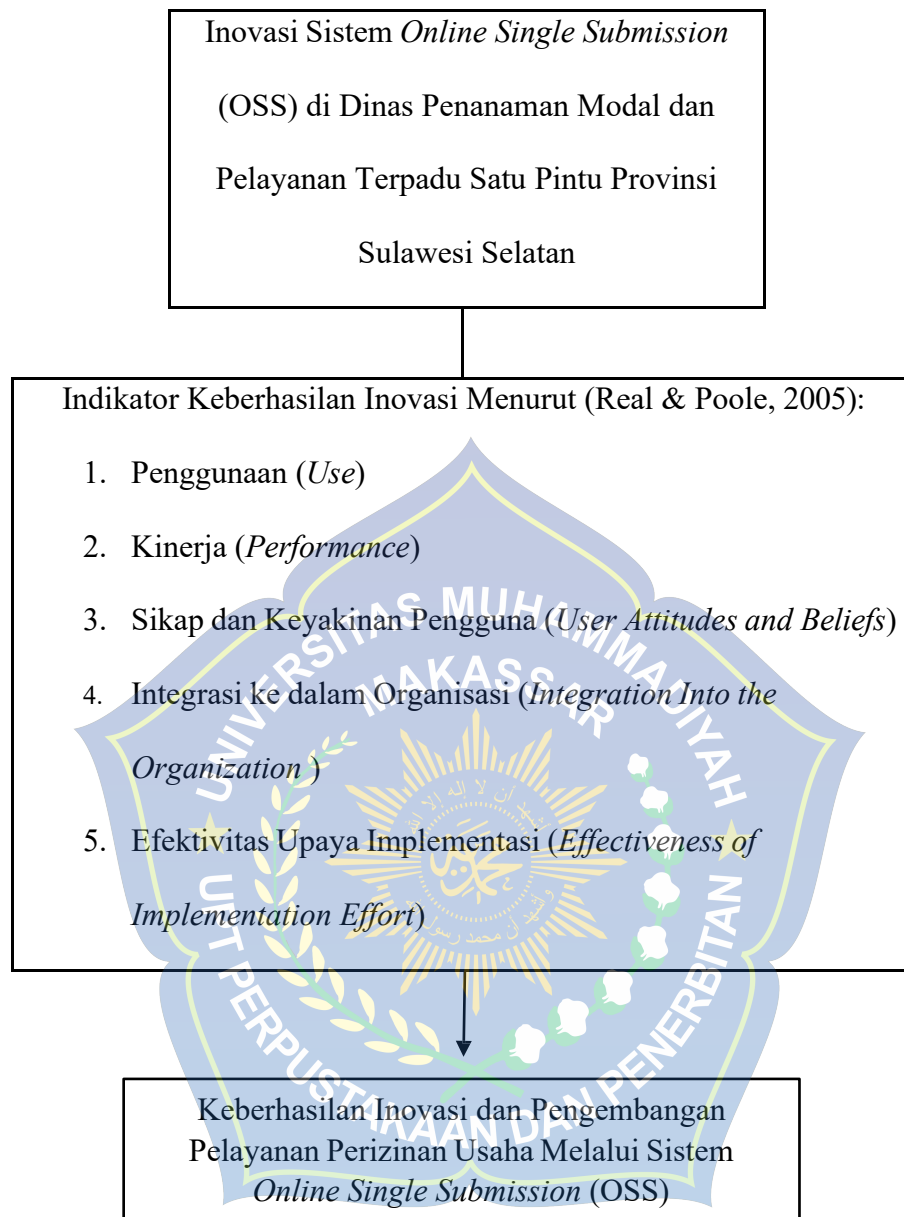 Inovasi Sistem Online Single Submission
(OSS) di Dinas Penanaman Modal dan
Pelayanan Terpadu Satu Pintu Provinsi
Sulawesi Selatan
Indikator Keberhasilan Inovasi Menurut (Real & Poole, 2005):
1. Penggunaan (Use)
2. Kinerja (Performance)
3. Sikap dan Keyakinan Pengguna (User Attitudes and Beliefs)
4. Integrasi ke dalam Organisasi (Integration Into the
Organization )
5. Efektivitas Upaya Implementasi (Effectiveness of
Implementation Effort)
Keberhasilan Inovasi dan Pengembangan
Pelayanan Perizinan Usaha Melalui Sistem
Online Single Submission (OSS)
UNIVERSITAS MUHAMMADIYAH
MAKASSAR
UPT PERPUSTAKAAN DAN PENERBITAN